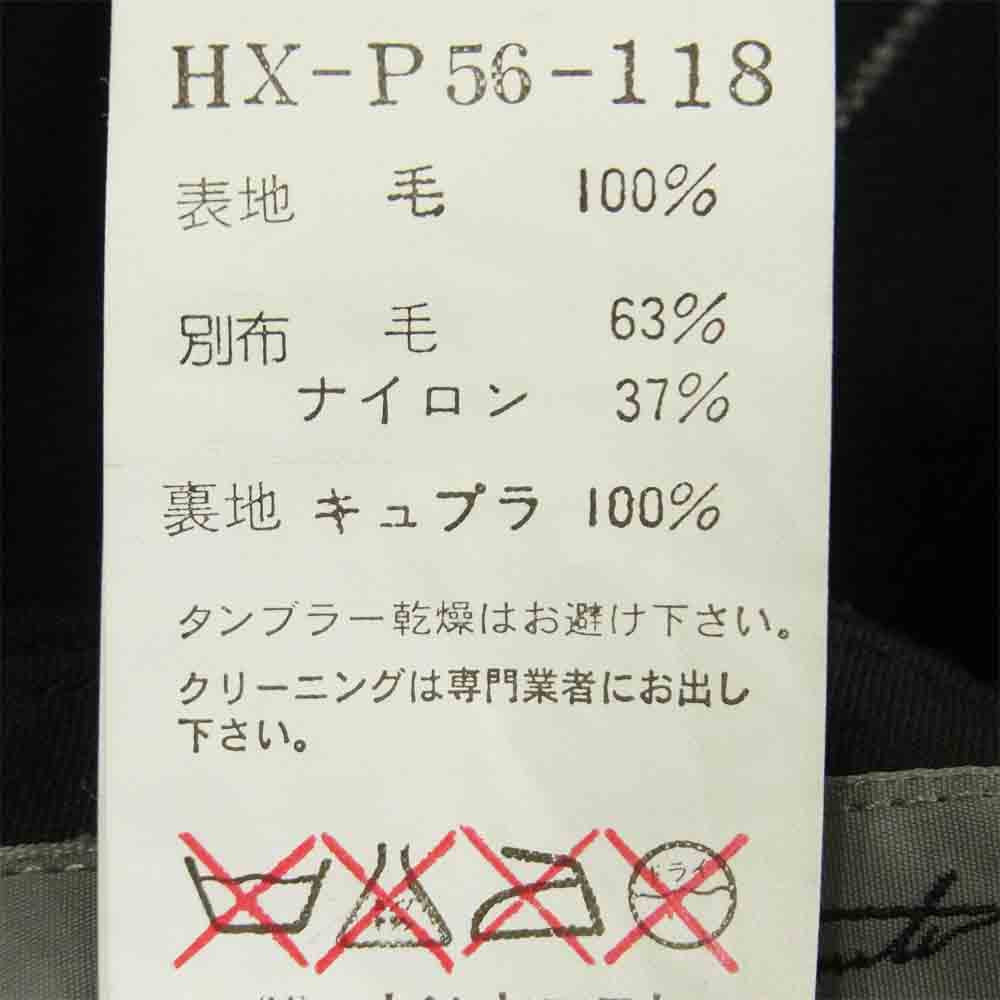 HX-P56-118
表地 毛 100%
別布 毛 63%
ナイロン 37%
裏地 キュプラ 100%
タンブラー乾燥はお避け下さい。
クリーニングは専門業者にお出し
下さい。
ドライ